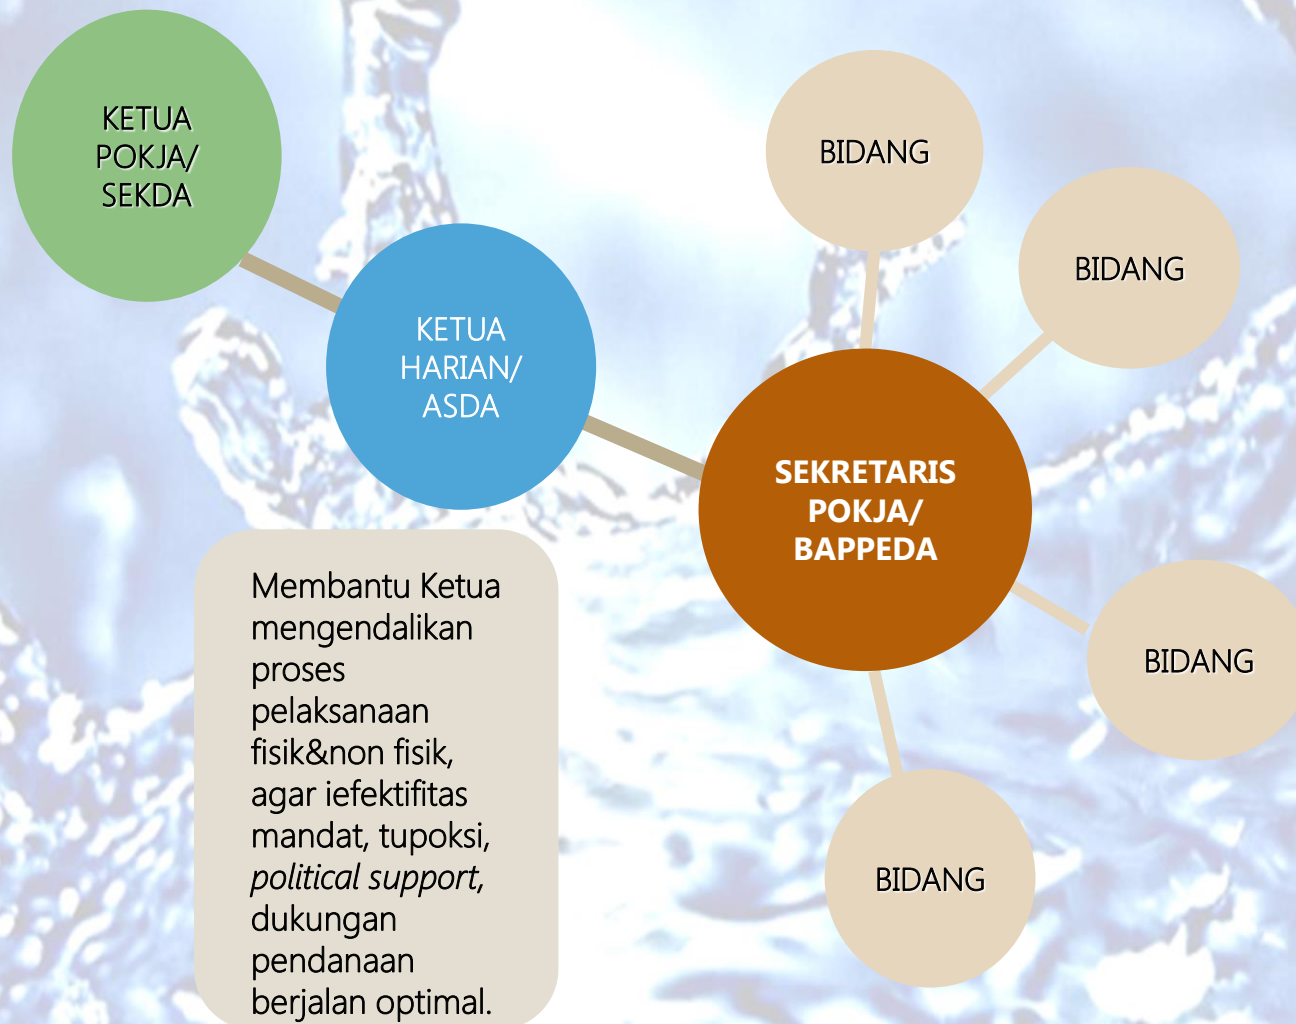 KETUA
POKJA/
SEKDA
KETUA
HARIAN/
ASDA
Membantu Ketua
mengendalikan
proses
pelaksanaan
fisik&non fisik,
agar iefektifitas
mandat, tupoksi,
political support,
dukungan
pendanaan
berjalan optimal.
SEKRETARIS
POKJA/
BAPPEDA
BIDANG
BIDANG
BIDANG
BIDANG